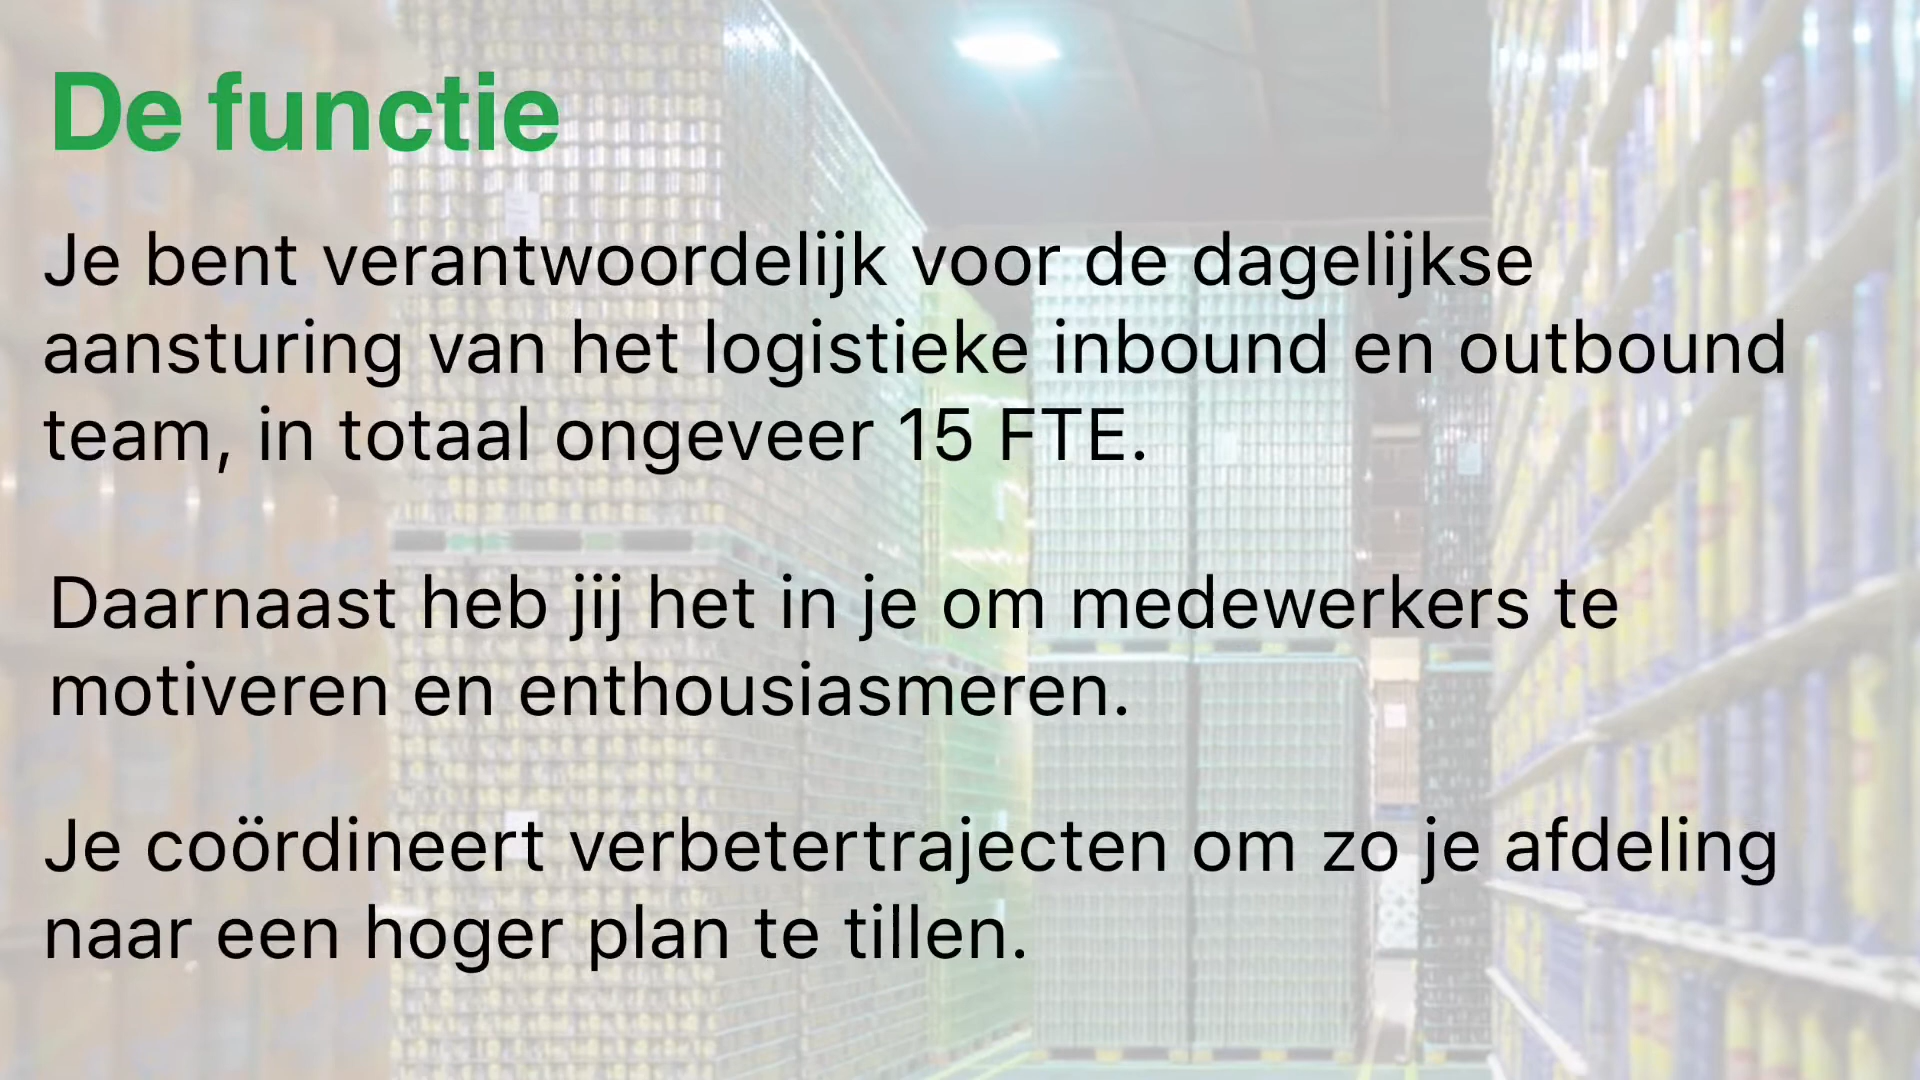 De functie
Je bent verantwoordelijk voor de dagelijkse
aansturing van het logistieke inbound en outbound
team, in totaal ongeveer 15 FTE.
Daarnaast heb jij het in je om medewerkers te
motiveren en enthousiasmeren.
Je coördineert verbetertrajecten om zo je afdeling
naar een hoger plan te tillen.